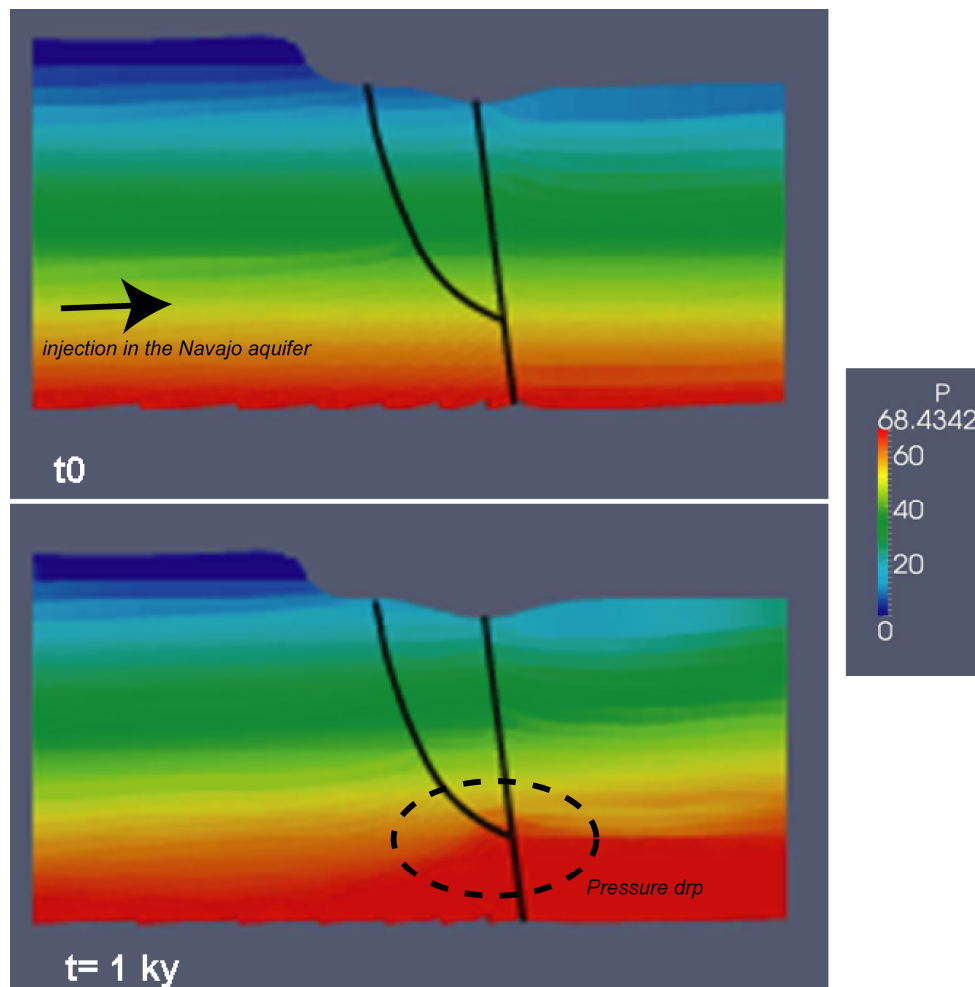 injection in the Navajo aquifer
t0
P
68.4342
60
40
20
0
Pressure drp
t= 1 ky